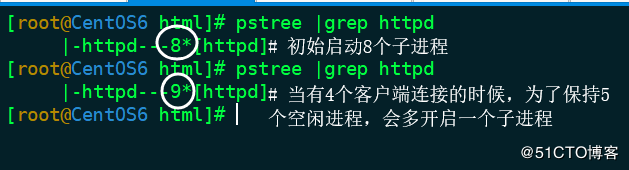 [root@CentOS6 html]# pstree |grep httpd
|-httpd---8*[httpd]# 初始启动8个子进程
[root@CentOS6 html]# pstree |grep httpd
|-httpd---9*[httpd]# 当有4个客户端连接的时候，为了保持5
[root@CentOS6 html]# 个空闲进程，会多开启一个子进程
@51CTO博客